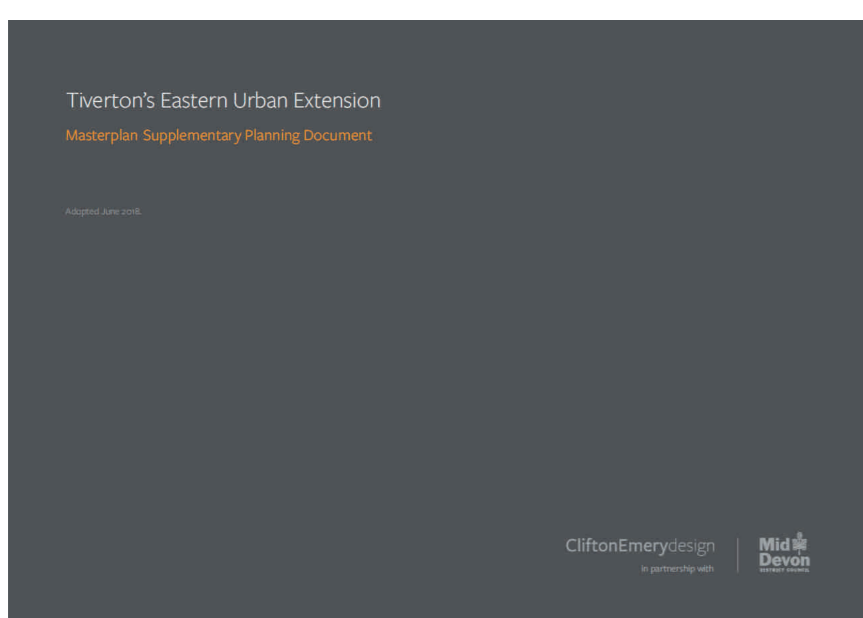 Tiverton's Eastern Urban Extension
Masterplan Supplementary Planning Document
Adopted June 2018.
CliftonEmerydesign
in partnership with
Mid
Devon
DISTRICT COUNCIL